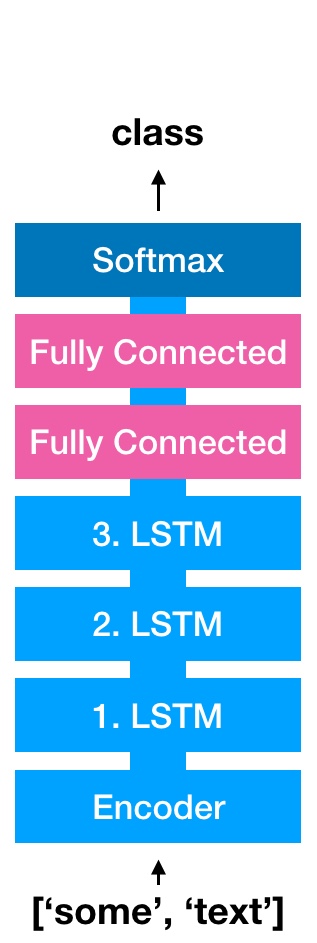 class
Softmax
Fully Connected
Fully Connected
3. LSTM
2. LSTM
1. LSTM
Encoder
[‘some’, ‘text’]